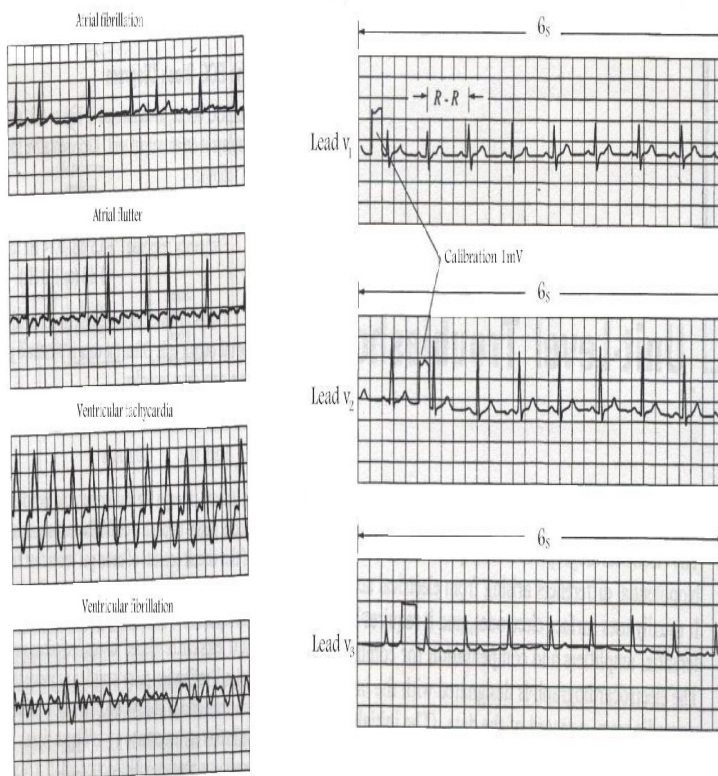 Atrial fibrillation
Atrial flutter
Ventricular tachycardia
Ventricular fibrillation
6s
R - R
Lead v1
Calibration 1mV
6s
Lead v2
6s
Lead v3